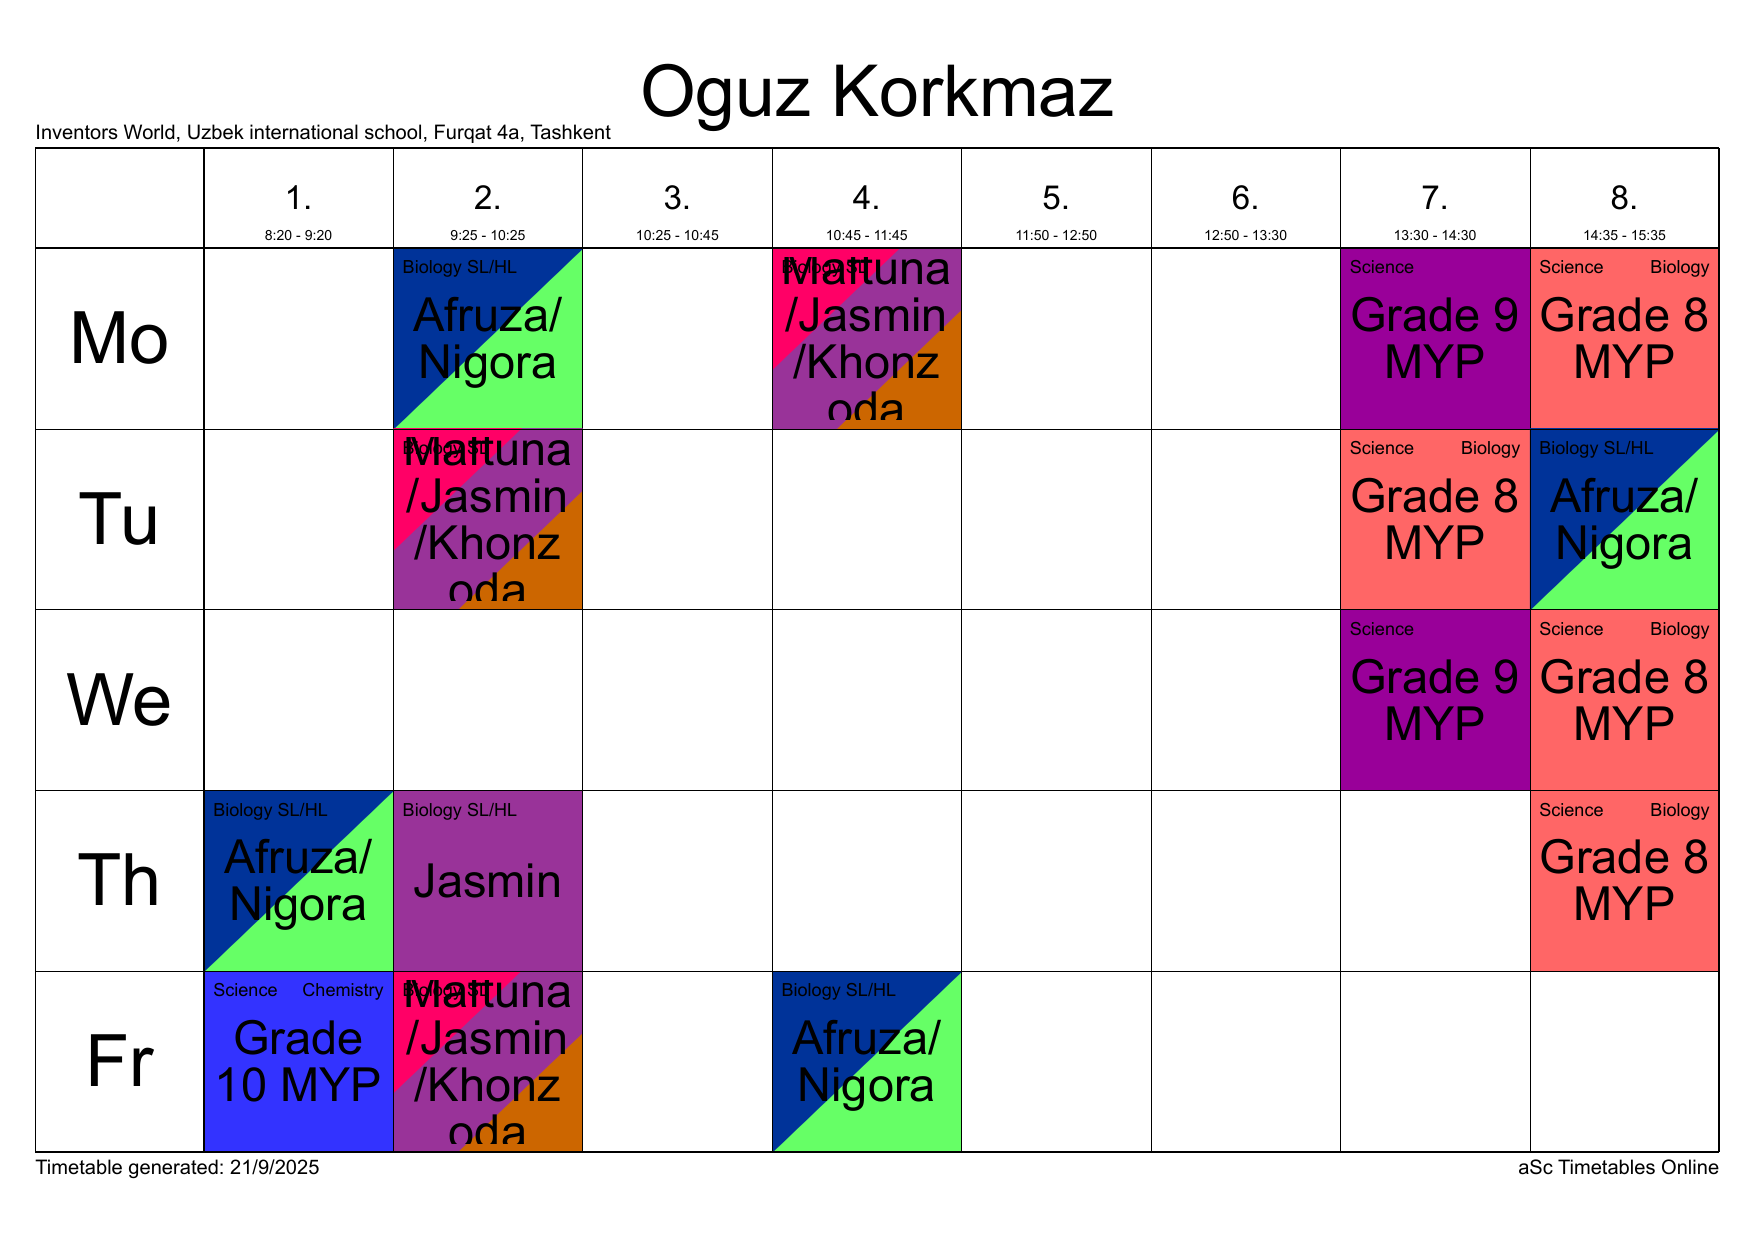 Oguz Korkmaz
Inventors World, Uzbek international school, Furqat 4a, Tashkent
1. 2. 3. 4. 5. 6. 7. 8.
8:20 - 9:20 9:25 - 10:25 10:25 - 10:45 10:45 - 11:45 11:50 - 12:50 12:50 - 13:30 13:30 - 14:30 14:35 - 15:35
Mo
Biology SL/HL
Afruza/
Nigora
Biology SL
/Jasmin
/Khonz
oda
Science
Grade 9
MYP
Science Biology
Grade 8
MYP
Tu
Biology SL
/Jasmin
/Khonz
oda
Science Biology
Grade 8
MYP
Biology SL/HL
Afruza/
Nigora
We
Science
Grade 9
MYP
Science Biology
Grade 8
MYP
Th
Biology SL/HL
Afruza/
Nigora
Biology SL/HL
Jasmin
Science Biology
Grade 8
MYP
Fr
Science Chemistry
Grade
10 MYP
Biology SL
/Jasmin
/Khonz
oda
Biology SL/HL
Afruza/
Nigora
Timetable generated: 21/9/2025
aSc Timetables Online